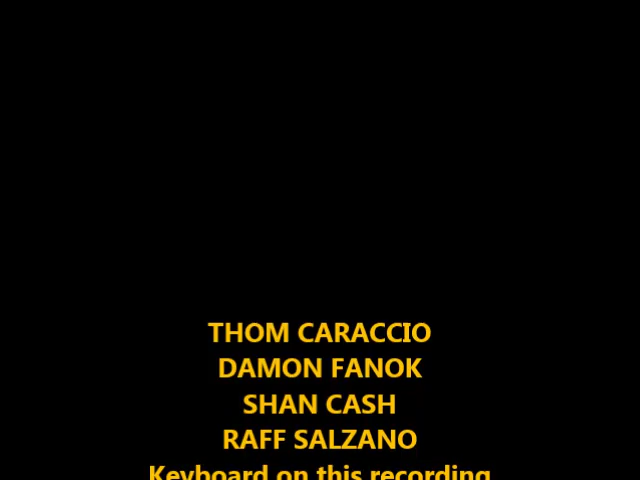 THOM CARACCIO
DAMON FANOK
SHAN CASH
RAFF SALZANO
Keyboard on this recording